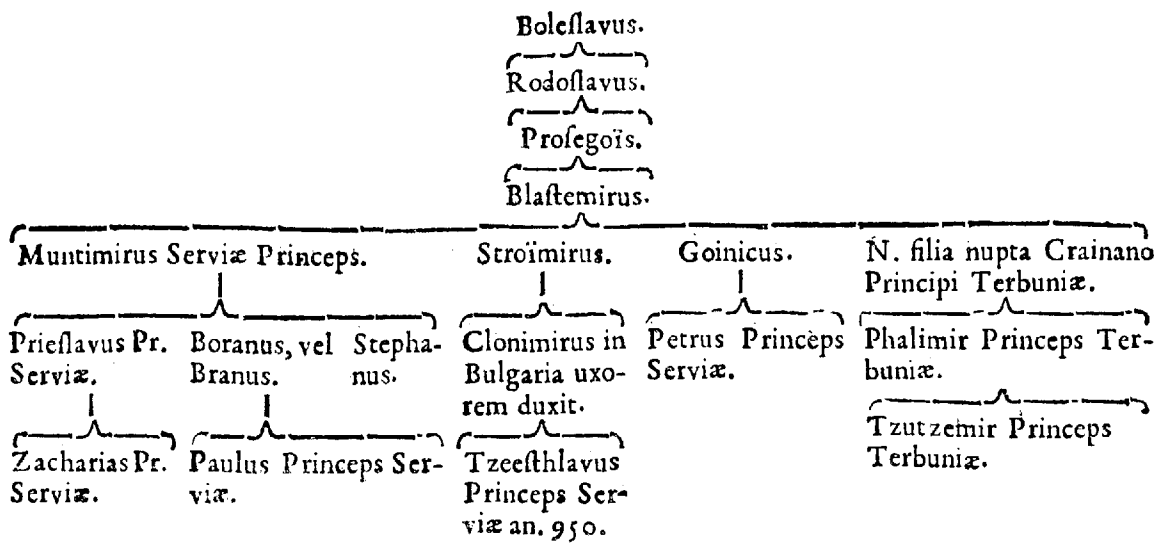 Boleſlavus.
Rodoſlavus.
Proſegoïs.
Blaſtemirus.
Muntimirus Serviæ Princeps.
Stroïmirus.
Goinicus.
N. filia nupta Crainano
Principi Terbuniæ.
Prieſlavus Pr.
Serviæ.
Boranus, vel
Branus.
Stepha-
nus.
Clonimirus in
Bulgaria uxo-
rem duxit.
Petrus Princeps
Serviæ.
Phalimir Princeps Ter-
buniæ.
Zacharias Pr.
Serviæ.
Paulus Princeps Ser-
viæ.
Tzeeſthlavus
Princeps Ser-
viæ an. 950.
Tzutzemir Princeps
Terbuniæ.